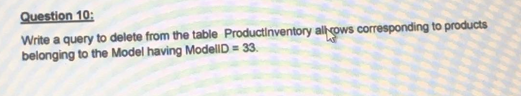 Question 10:
Write a query to delete from the table ProductInventory all rows corresponding to products
belonging to the Model having ModelID = 33.